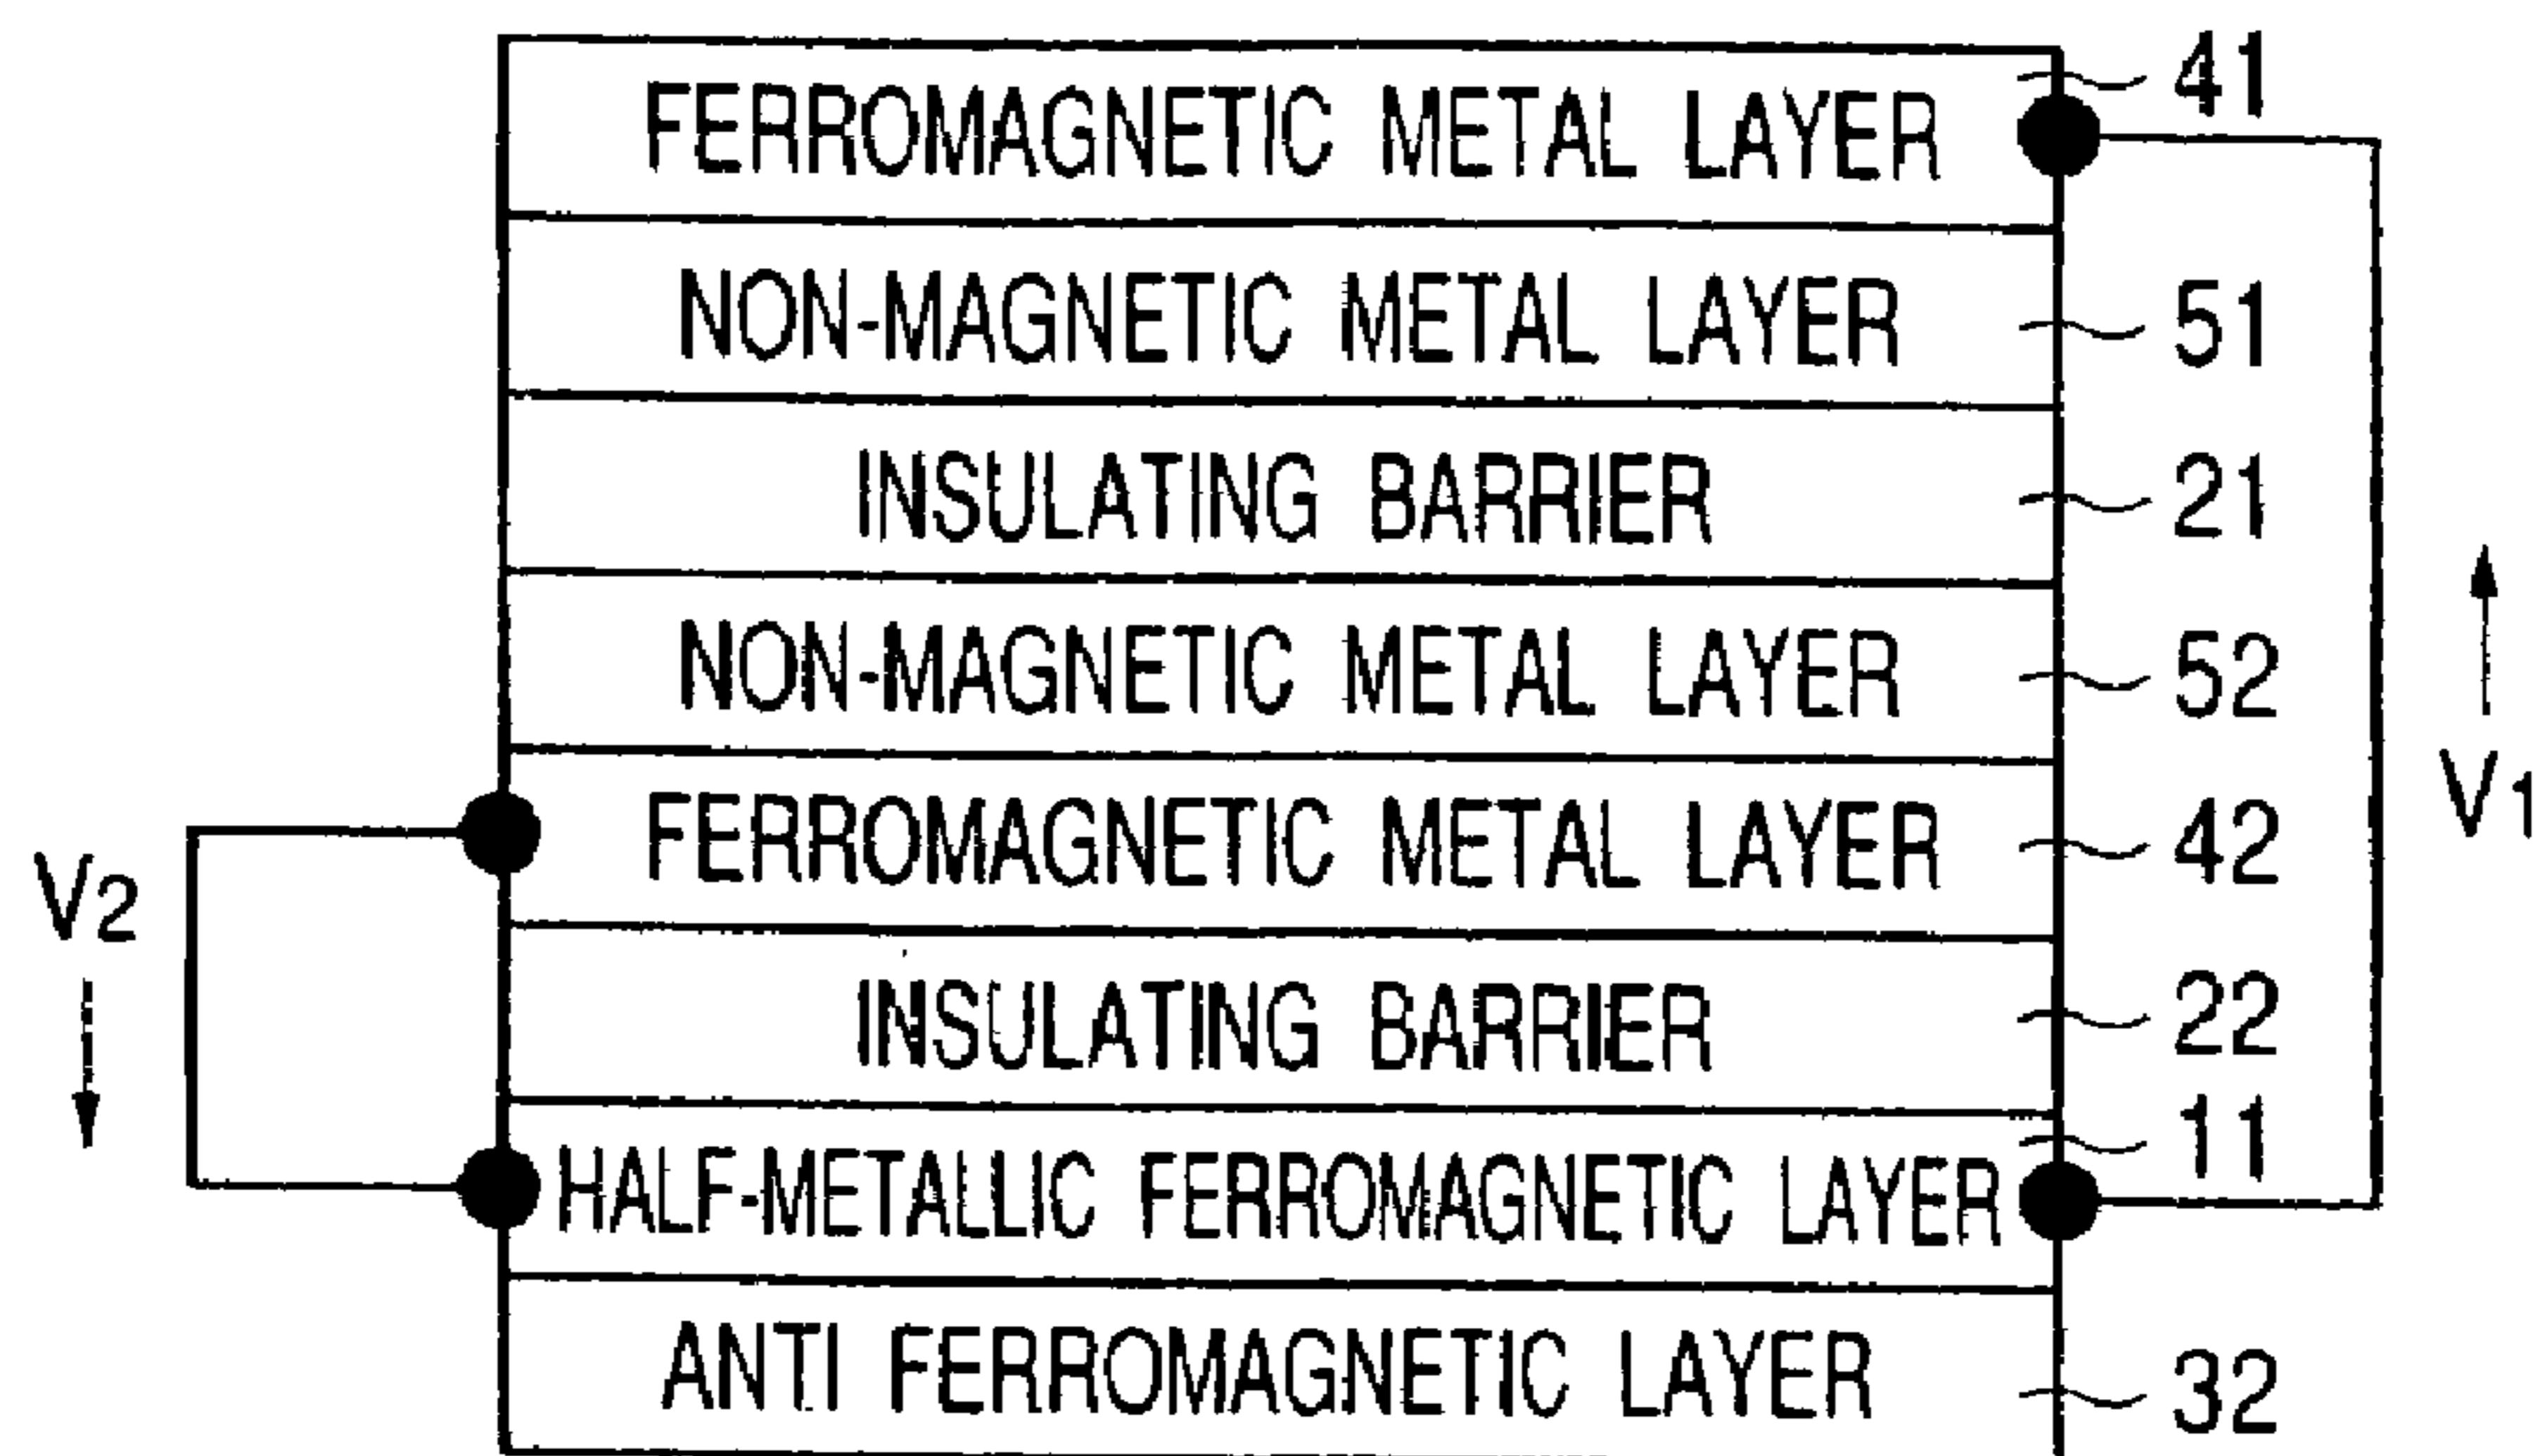 FERROMAGNETIC METAL LAYER 41
NON-MAGNETIC METAL LAYER 51
INSULATING BARRIER 21
NON-MAGNETIC METAL LAYER 52
V1
FERROMAGNETIC METAL LAYER 42
V2
INSULATING BARRIER 22
HALF-METALLIC FERROMAGNETIC LAYER 11
ANTI FERROMAGNETIC LAYER 32